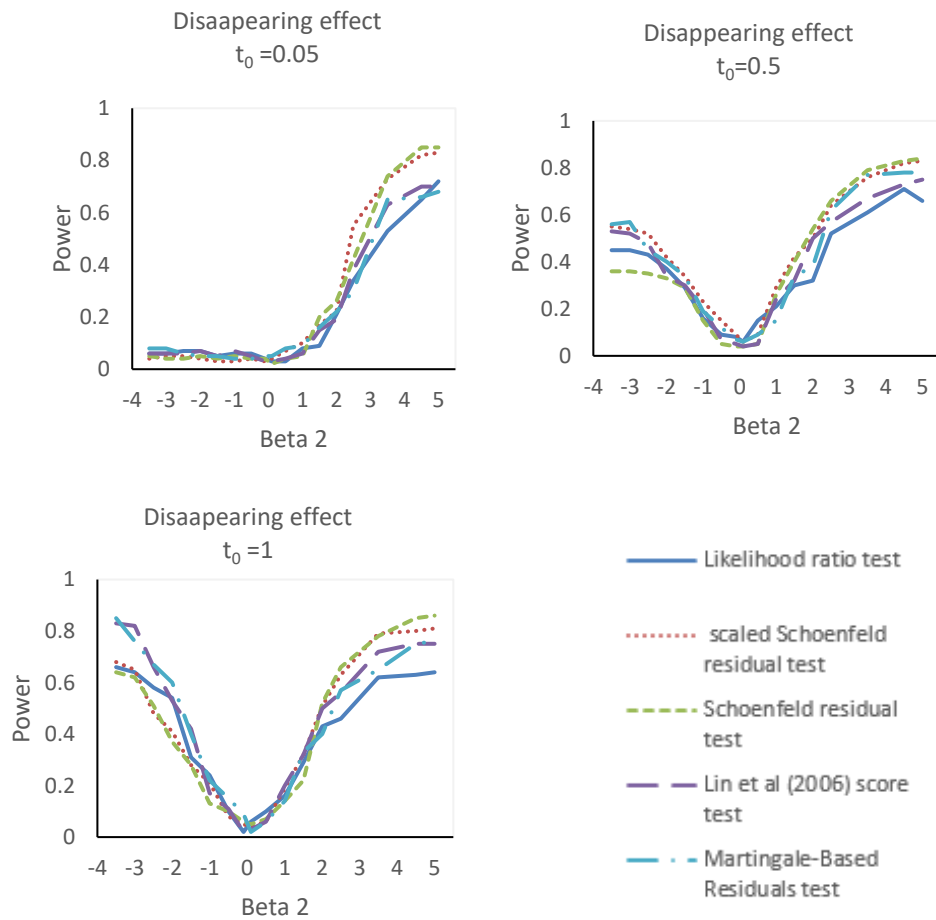 Disaapearing effect
t₀ =0.05
1
0.8
0.6
0.4
0.2
0
Power
-4 -3 -2 -1 0 1 2 3 4 5
Beta 2
Disappearing effect
t₀=0.5
1
0.8
0.6
0.4
0.2
0
Power
-4 -3 -2 -1 0 1 2 3 4 5
Beta 2
Disaapearing effect
t₀ =1
1
0.8
0.6
0.4
0.2
0
Power
-4 -3 -2 -1 0 1 2 3 4 5
Beta 2
Likelihood ratio test
scaled Schoenfeld
residual test
Schoenfeld residual
test
Lin et al (2006) score
test
Martingale-Based
Residuals test